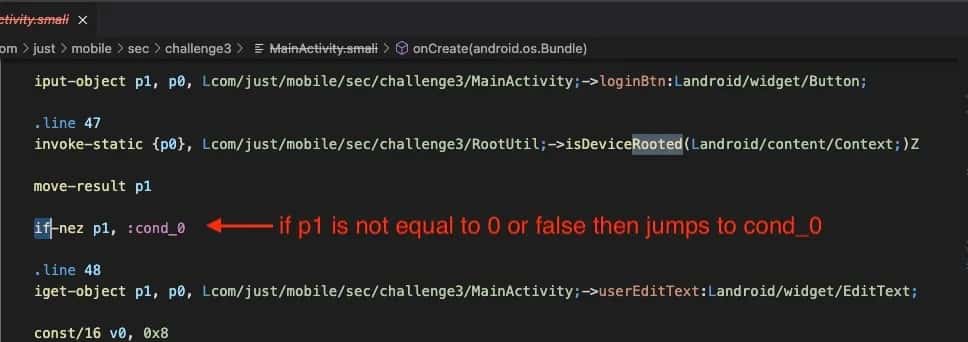 ctivity.smali ×
om > just > mobile > sec > challenge3 > MainActivity.smali > onCreate(android.os.Bundle)
iput-object p1, p0, Lcom/just/mobile/sec/challenge3/MainActivity;->loginBtn:Landroid/widget/Button;
.line 47
invoke-static {p0}, Lcom/just/mobile/sec/challenge3/RootUtil;->isDeviceRooted(Landroid/content/Context;)Z
move-result p1
if-nez p1, :cond_0 if p1 is not equal to 0 or false then jumps to cond_0
.line 48
iget-object p1, p0, Lcom/just/mobile/sec/challenge3/MainActivity;->userEditText:Landroid/widget/EditText;
const/16 v0, 0x8